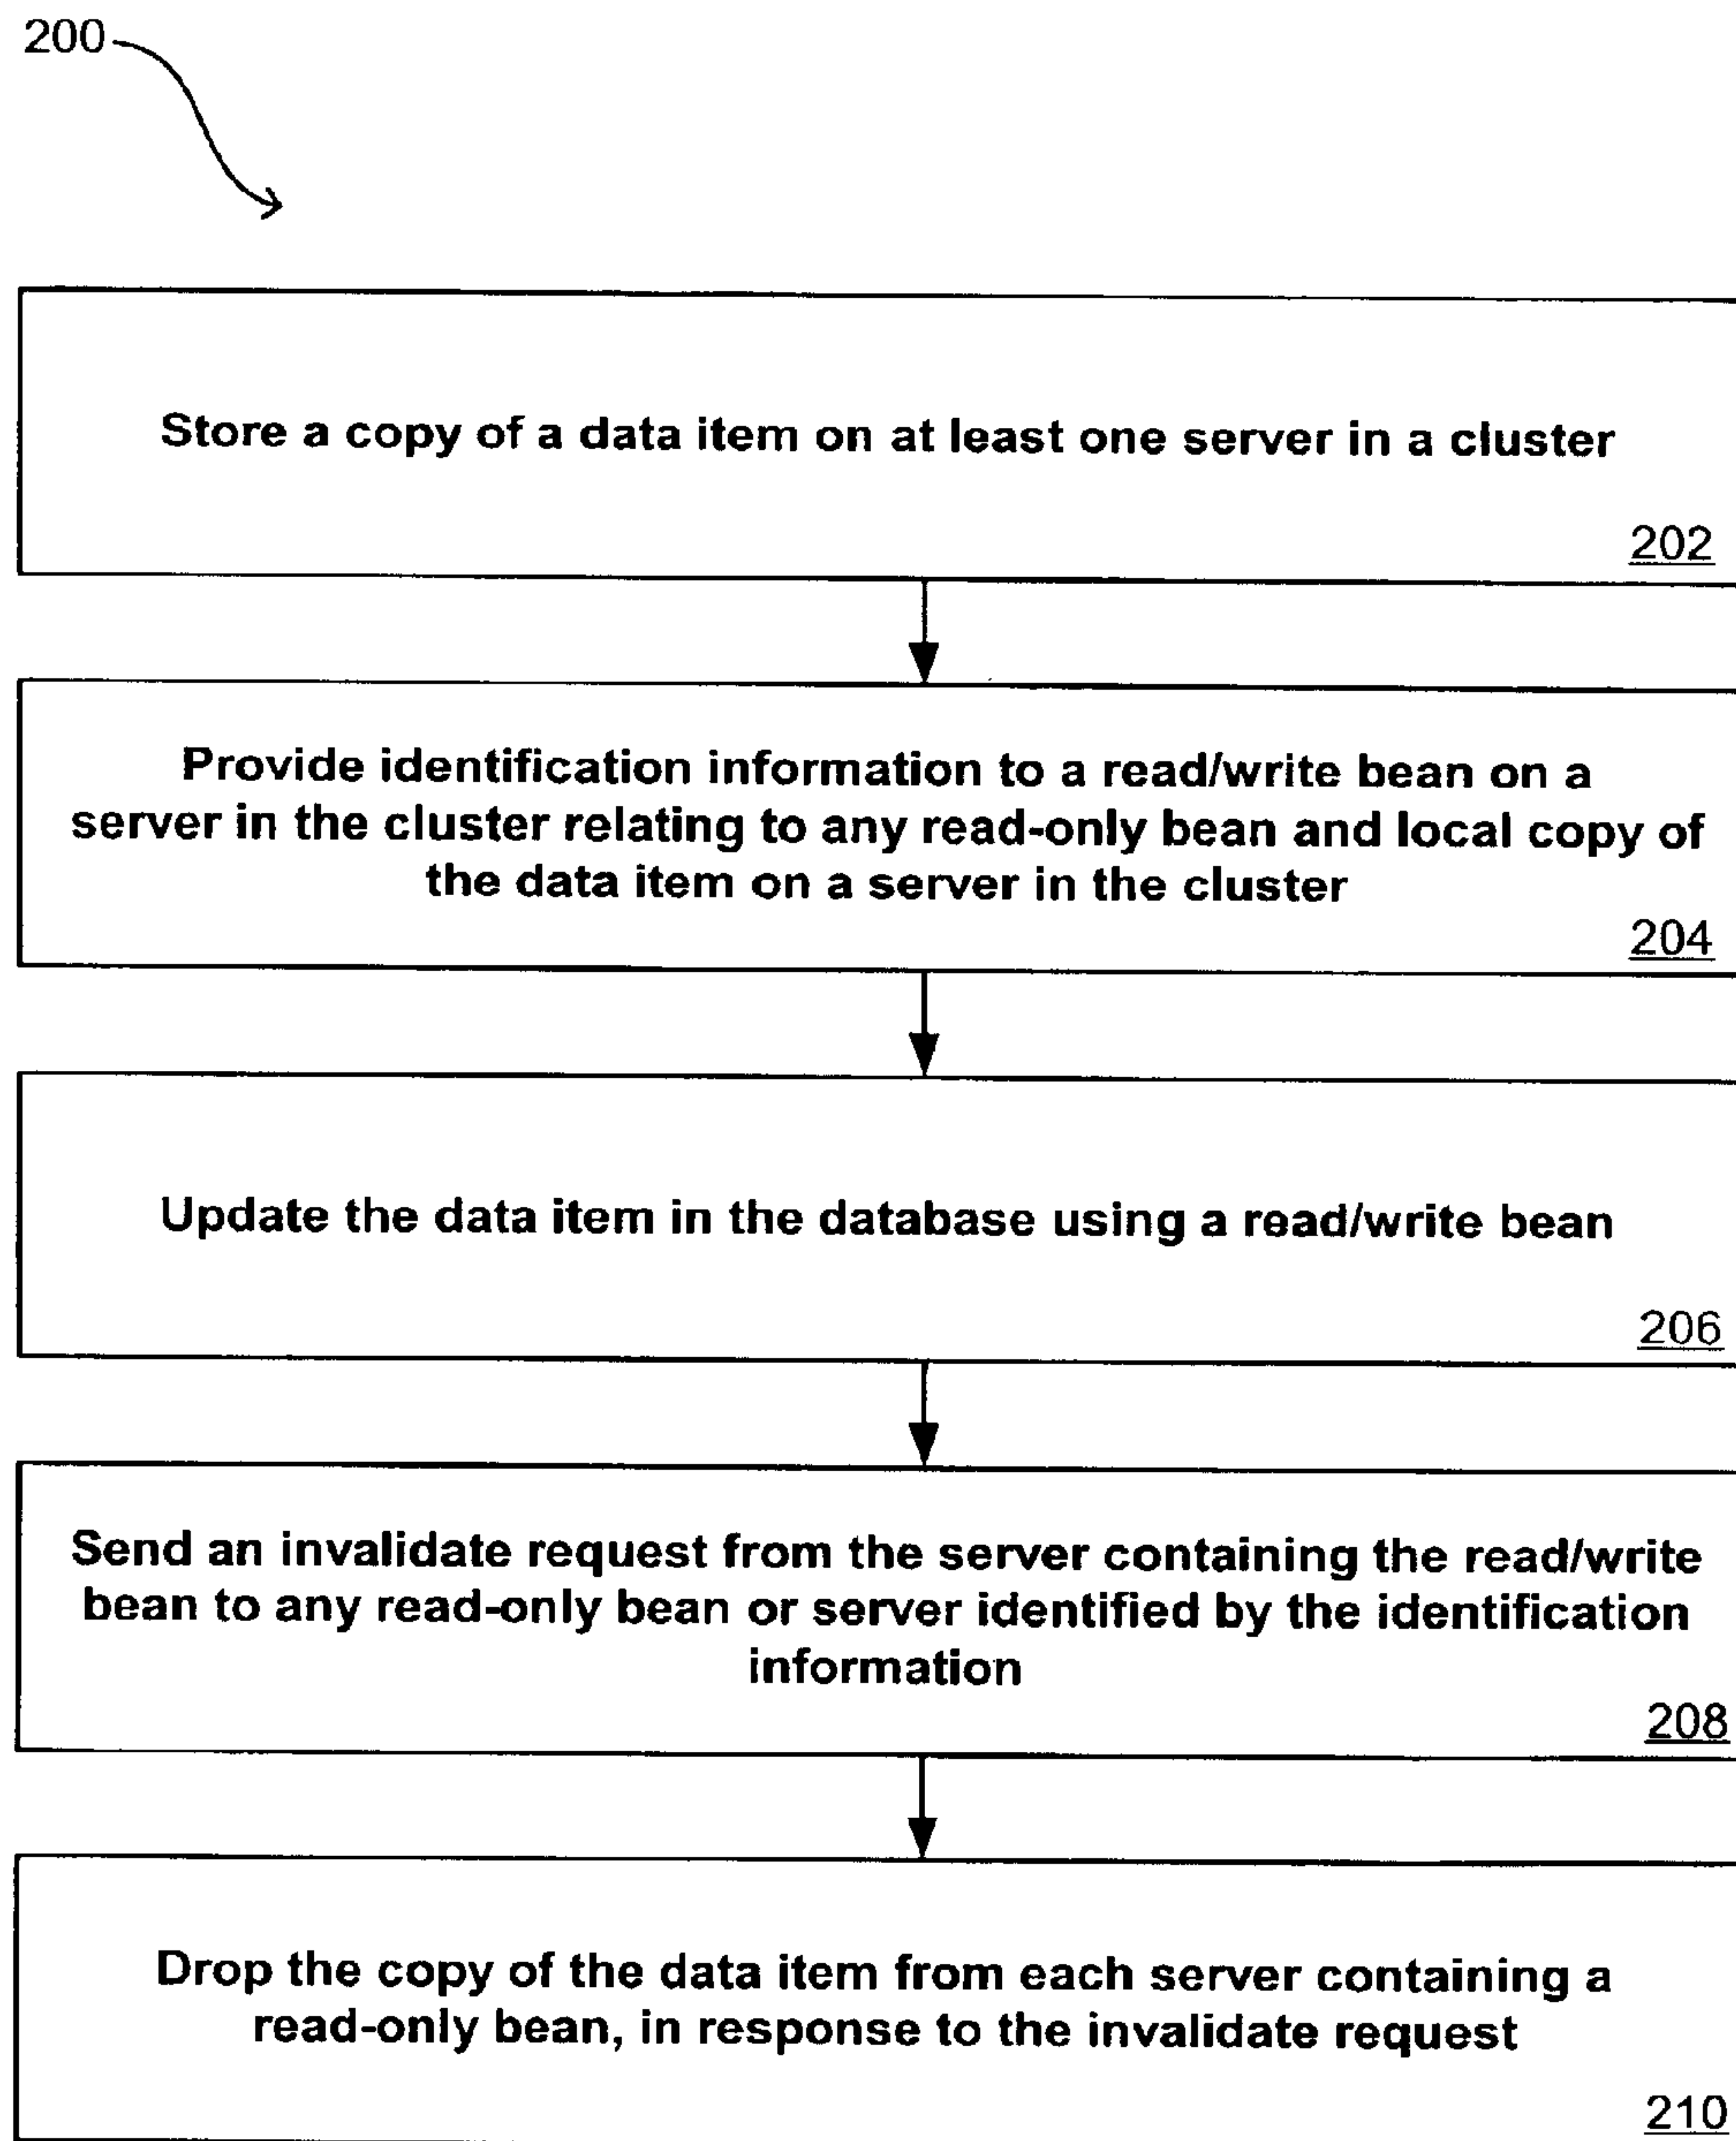 200
Store a copy of a data item on at least one server in a cluster
202
Provide identification information to a read/write bean on a
server in the cluster relating to any read-only bean and local copy of
the data item on a server in the cluster
204
Update the data item in the database using a read/write bean
206
Send an invalidate request from the server containing the read/write
bean to any read-only bean or server identified by the identification
information
208
Drop the copy of the data item from each server containing a
read-only bean, in response to the invalidate request
210